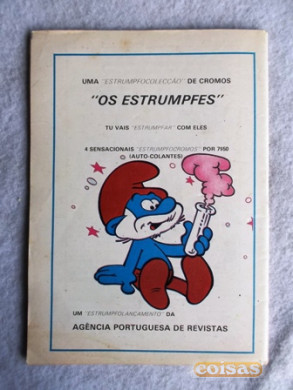 UMA "ESTRUMPFOCOLECÇÃO" DE CROMOS
"OS ESTRUMPFES"
TU VAIS "ESTRUMPFAR" COM ELES
4 SENSACIONAIS "ESTRUMPFOCROMOS" POR 7$50
(AUTO-COLANTES)
UM "ESTRUMPFOLANÇAMENTO" DA
AGÊNCIA PORTUGUESA DE REVISTAS
coisas